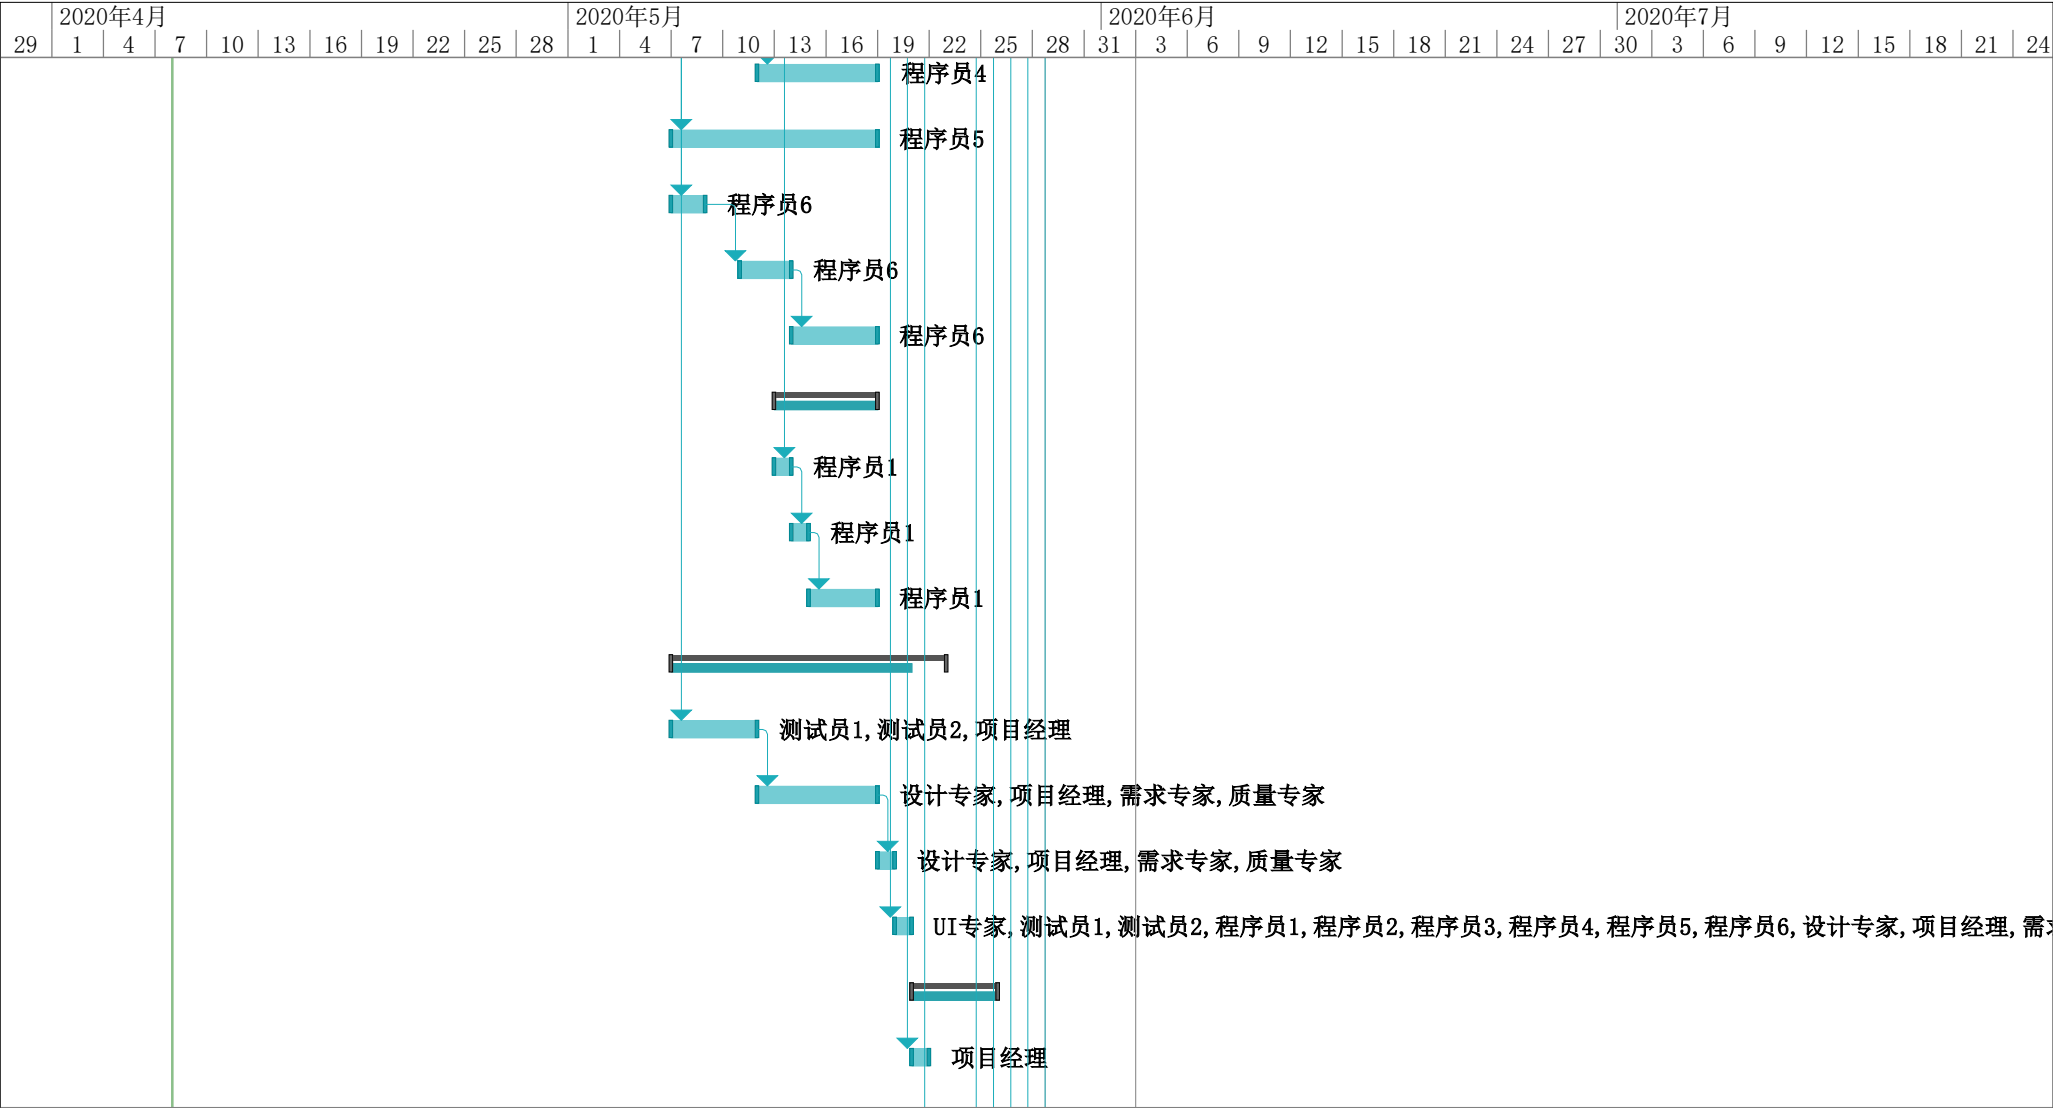 2020年4月 2020年5月 2020年6月 2020年7月
29 1 4 7 10 13 16 19 22 25 28 1 4 7 10 13 16 19 22 25 28 31 3 6 9 12 15 18 21 24 27 30 3 6 9 12 15 18 21 24
程序员4
程序员5
程序员6
程序员6
程序员6
程序员1
程序员1
程序员1
测试员1,测试员2,项目经理
设计专家,项目经理,需求专家,质量专家
设计专家,项目经理,需求专家,质量专家
UI专家,测试员1,测试员2,程序员1,程序员2,程序员3,程序员4,程序员5,程序员6,设计专家,项目经理,需
项目经理